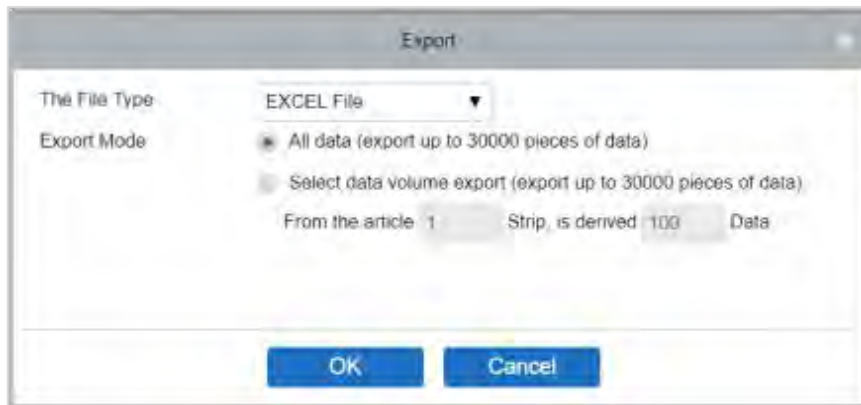 Export
The File Type EXCEL File
Export Mode All data (export up to 30000 pieces of data)
Select data volume export (export up to 30000 pieces of data)
From the article 1 Strip, is derived 100 Data
OK Cancel